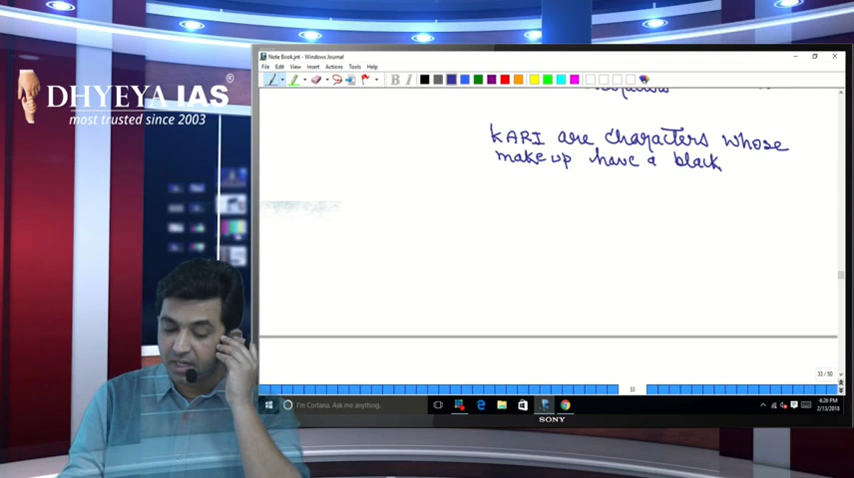 DHYEYA IAS®
most trusted since 2003
Note Book.jnt - Windows Journal
File Edit View Insert Actions Tools Help
B I
KARI are characters whose
make up have a black
33 / 50
33
I'm Cortana. Ask me anything.
4:26 PM
2/13/2018
SONY